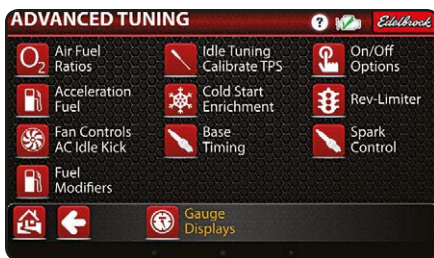 ADVANCED TUNING
?
Edelbrock
O2
Air Fuel
Ratios
Idle Tuning
Calibrate TPS
On/Off
Options
Acceleration
Fuel
Cold Start
Enrichment
Rev-Limiter
Fan Controls
AC Idle Kick
Base
Timing
Spark
Control
Fuel
Modifiers
Gauge
Displays